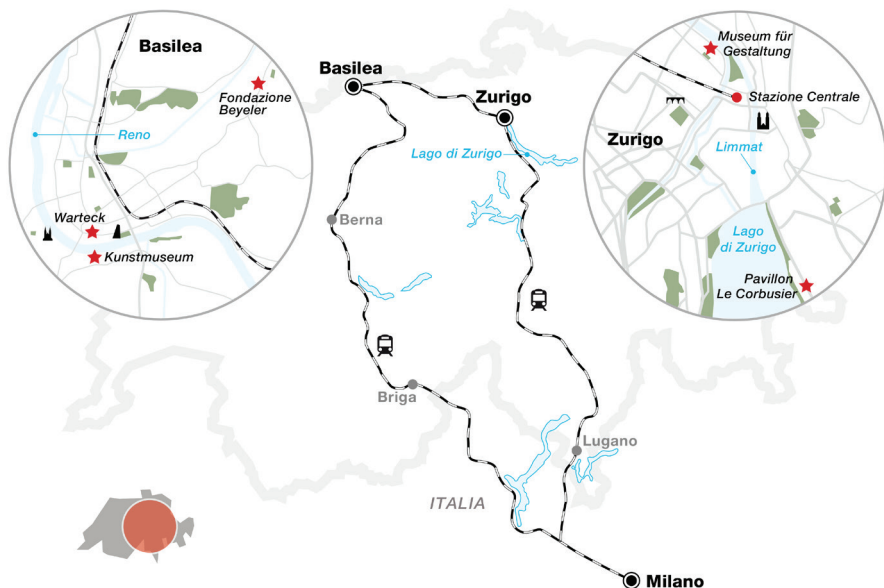 Basilea
Fondazione
Beyeler
Reno
Warteck
Kunstmuseum
Basilea
Zurigo
Lago di Zurigo
Berna
Briga
Lugano
ITALIA
Milano
Museum für
Gestaltung
Stazione Centrale
Zurigo
Limmat
Lago
di Zurigo
Pavillon
Le Corbusier